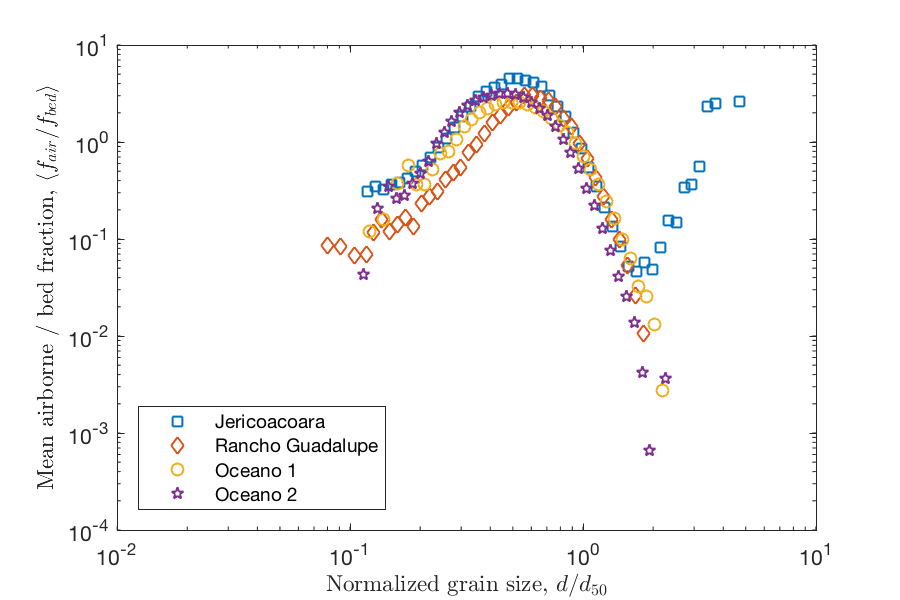 10^1
10^0
10^-1
10^-2
10^-3
10^-4
Mean airborne / bed fraction, ⟨f_air/f_bed⟩
Jericoacoara
Rancho Guadalupe
Oceano 1
Oceano 2
10^-2 10^-1 10^0 10^1
Normalized grain size, d/d_50